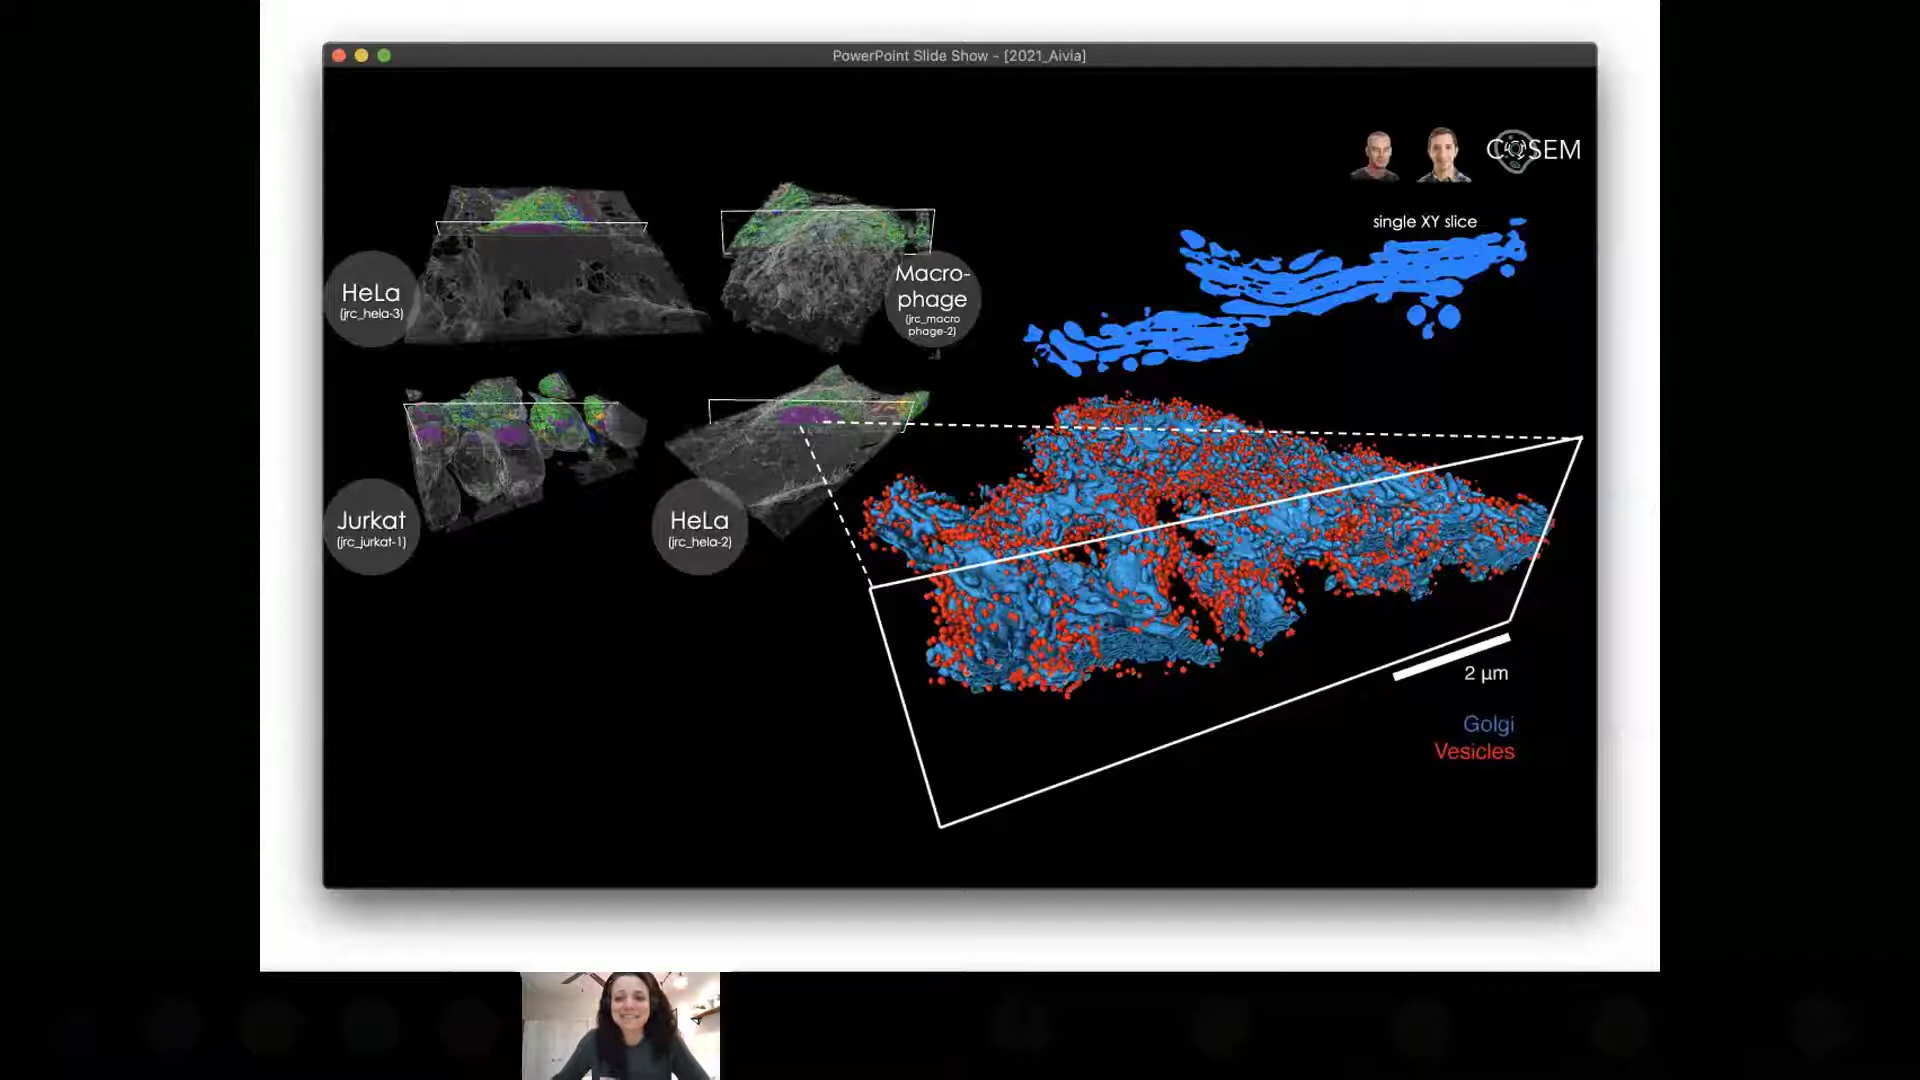 PowerPoint Slide Show - [2021_Aivia]
COSEM
single XY slice
HeLa
(jrc_hela-3)
Macro-
phage
(jrc_macro
phage-2)
Jurkat
(jrc_jurkat-1)
HeLa
(jrc_hela-2)
2 µm
Golgi
Vesicles